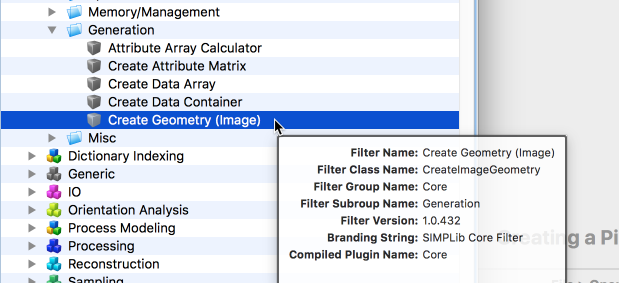 Memory/Management
Generation
Attribute Array Calculator
Create Attribute Matrix
Create Data Array
Create Data Container
Create Geometry (Image)
Misc
Dictionary Indexing
Generic
IO
Orientation Analysis
Process Modeling
Processing
Reconstruction
Sampling
Filter Name: Create Geometry (Image)
Filter Class Name: CreateImageGeometry
Filter Group Name: Core
Filter Subgroup Name: Generation
Filter Version: 1.0.432
Branding String: SIMPLib Core Filter
Compiled Plugin Name: Core
eating a Pi